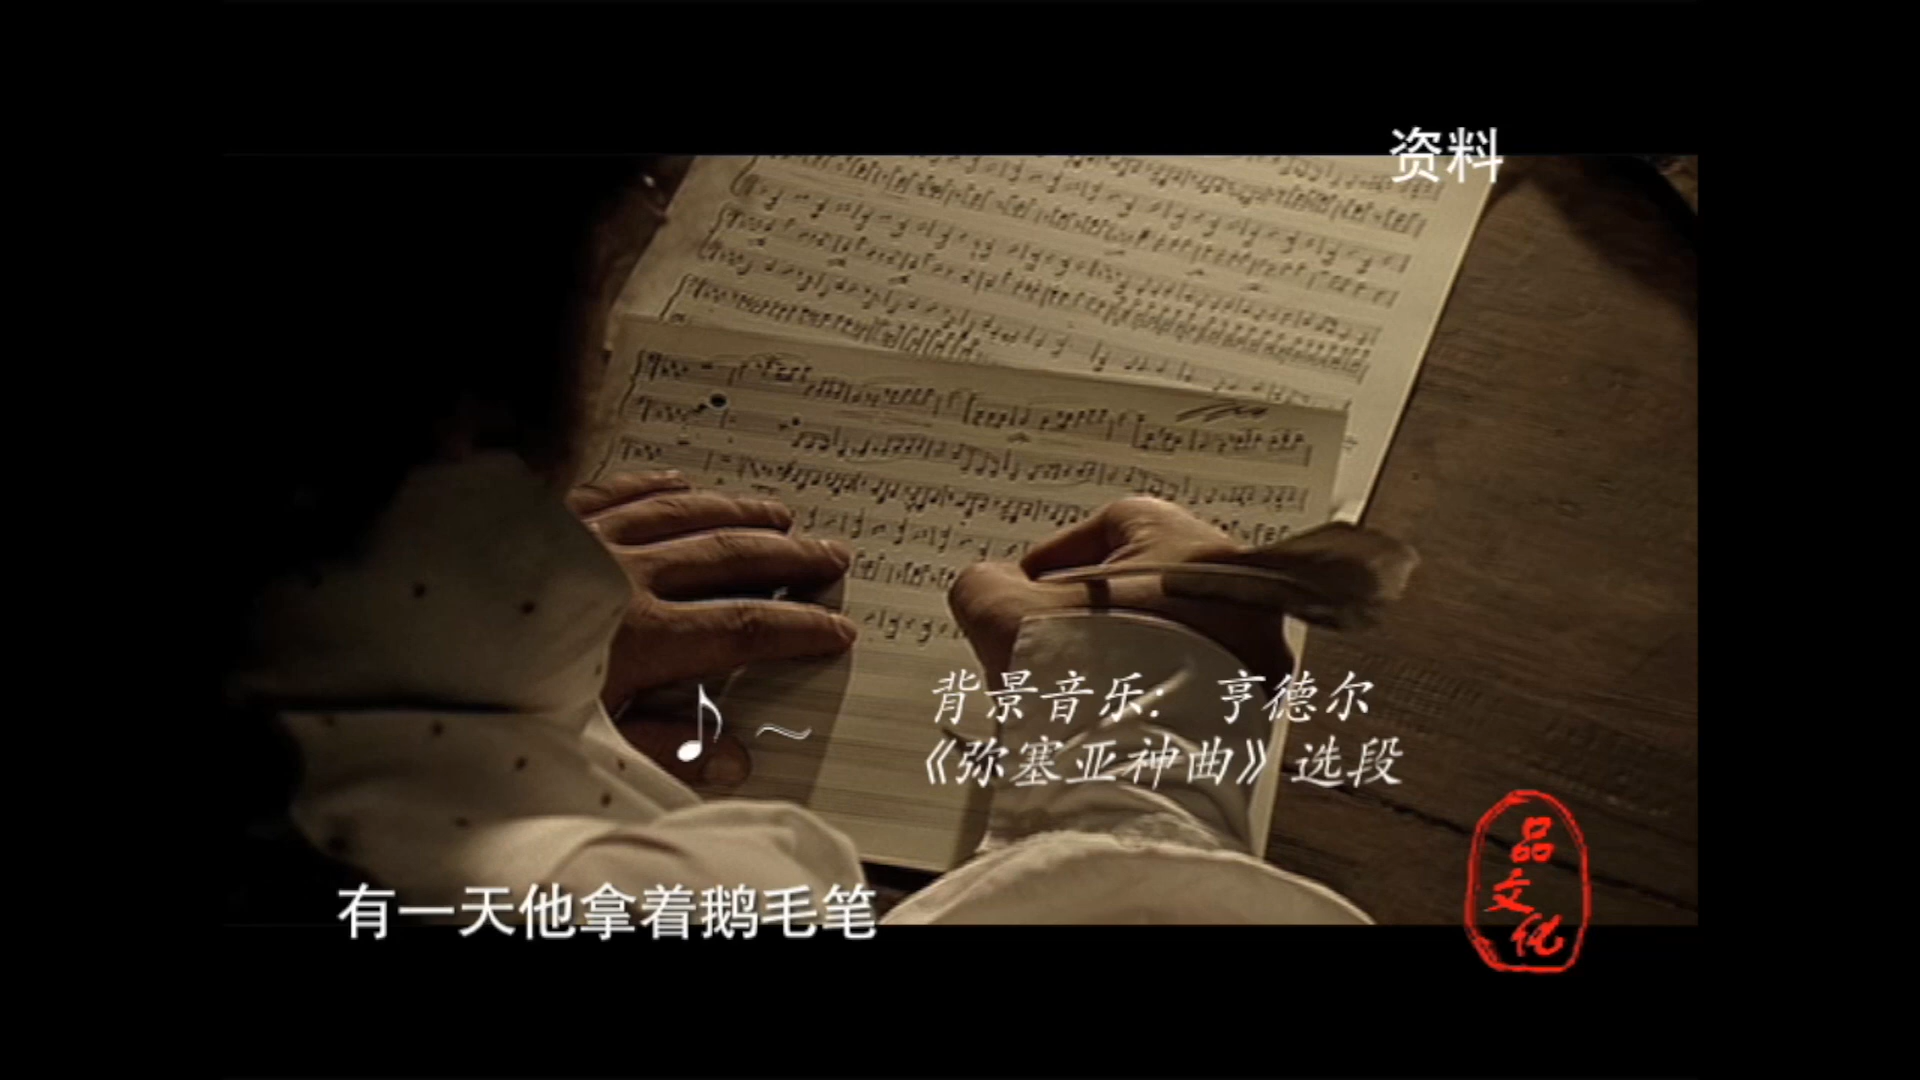 资料
背景音乐: 亨德尔
《弥塞亚神曲》选段
有一天他拿着鹅毛笔
品
文
化